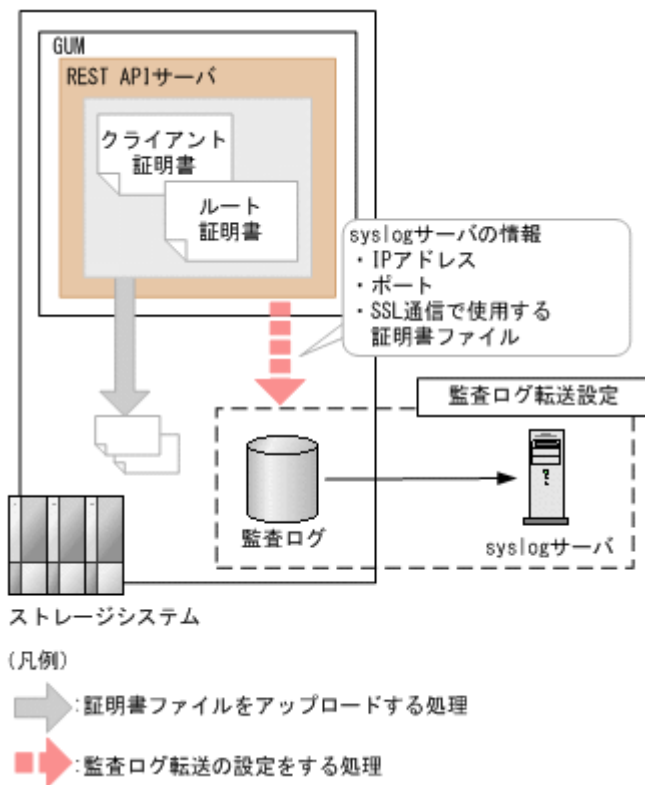 GUM
REST APIサーバ
クライアント
証明書
ルート
証明書
syslogサーバの情報
・IPアドレス
・ポート
・SSL通信で使用する
証明書ファイル
監査ログ転送設定
監査ログ
syslogサーバ
ストレージシステム
(凡例)
:証明書ファイルをアップロードする処理
:監査ログ転送の設定をする処理